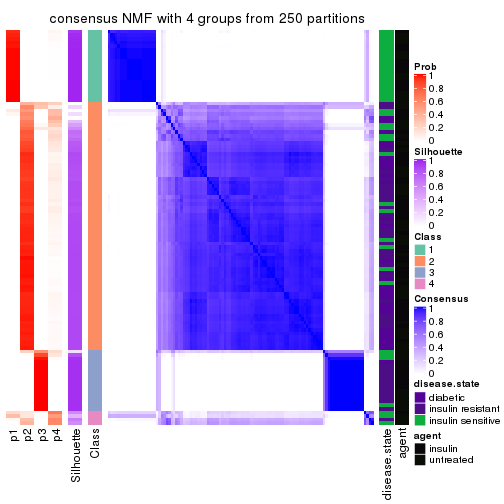 consensus NMF with 4 groups from 250 partitions
Prob
1
0.8
0.6
0.4
0.2
0
Silhouette
1
0.8
0.6
0.4
0.2
0
Class
1
2
3
4
Consensus
1
0.8
0.6
0.4
0.2
0
disease.state
diabetic
insulin resistant
insulin sensitive
agent
insulin
untreated
p1
p2
p3
p4
Silhouette
Class
disease.state
agent